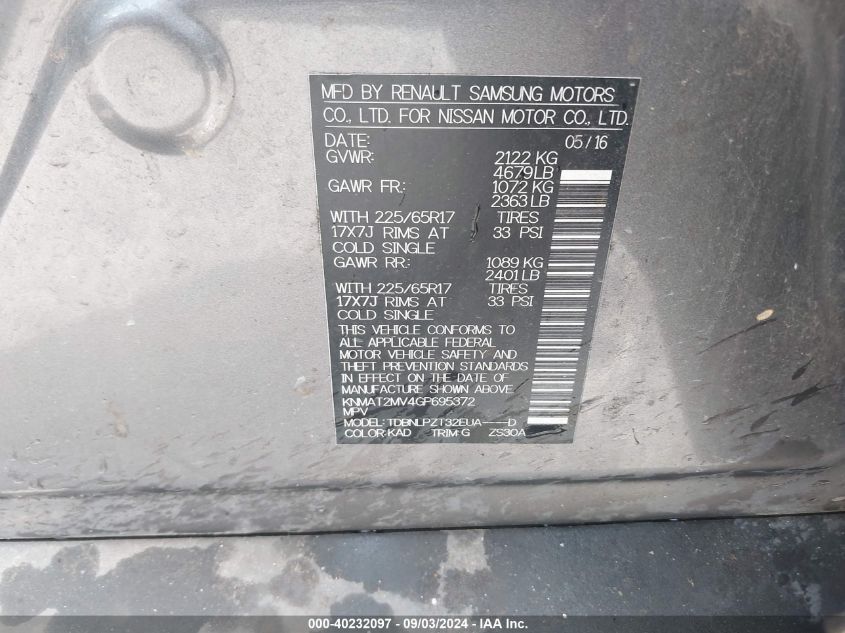 MFD BY RENAULT SAMSUNG MOTORS
CO., LTD. FOR NISSAN MOTOR CO., LTD.
DATE: 05/16
GVWR: 2122 KG
4679LB
GAWR FR.: 1072 KG
2363 LB
WITH 225/65R17 TIRES
17X7J RIMS AT 33 PSI
COLD SINGLE
GAWR RR.: 1089 KG
2401 LB
WITH 225/65R17 TIRES
17X7J RIMS AT 33 PSI
COLD SINGLE
THIS VEHICLE CONFORMS TO
ALL APPLICABLE FEDERAL
MOTOR VEHICLE SAFETY AND
THEFT PREVENTION STANDARDS
IN EFFECT ON THE DATE OF
MANUFACTURE SHOWN ABOVE.
KNMAT2MV4GP695372
MPV
MODEL: TDBNLPZT32EUA----D
COLOR:KAD TRIM:G ZS30A
000-40232097 - 09/03/2024 - IAA Inc.